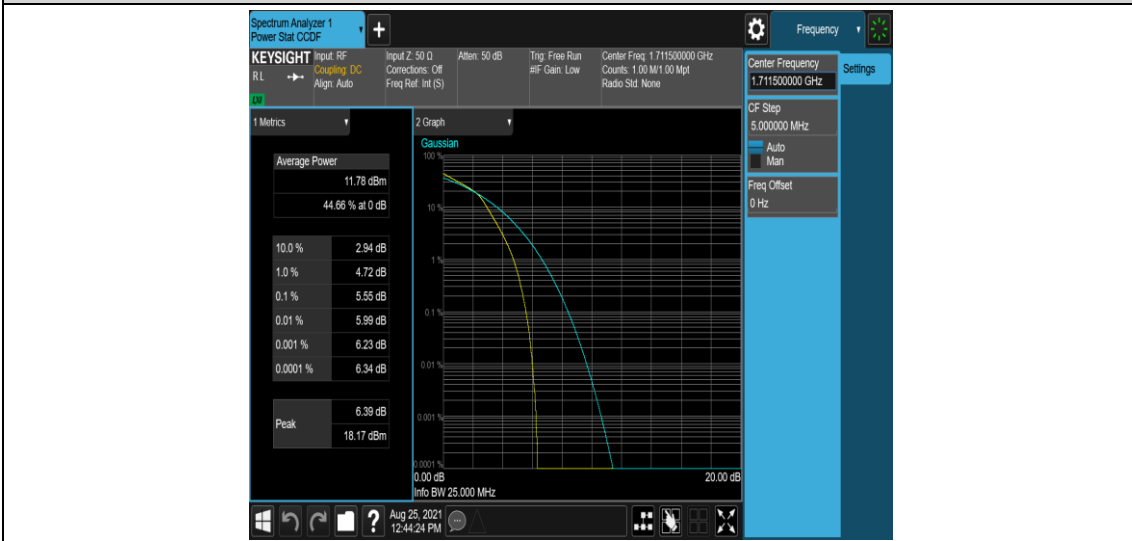 Spectrum Analyzer 1
Power Stat CCDF
+
Frequency
KEYSIGHT
R L
LXI
Input: RF
Coupling: DC
Align: Auto
Input Z: 50 Ω
Corrections: Off
Freq Ref: Int (S)
Atten: 50 dB
Trig: Free Run
#IF Gain: Low
Center Freq: 1.711500000 GHz
Counts: 1.00 M/1.00 Mpt
Radio Std: None
Center Frequency
1.711500000 GHz
Settings
CF Step
5.000000 MHz
Auto
Man
Freq Offset
0 Hz
1 Metrics
Average Power
11.78 dBm
44.66 % at 0 dB
10.0 % 2.94 dB
1.0 % 4.72 dB
0.1 % 5.55 dB
0.01 % 5.99 dB
0.001 % 6.23 dB
0.0001 % 6.34 dB
Peak 6.39 dB
18.17 dBm
2 Graph
Gaussian
100 %
10 %
1 %
0.1 %
0.01 %
0.001 %
0.0001 %
0.00 dB 20.00 dB
Info BW 25.000 MHz
?
Aug 25, 2021
12:44:24 PM